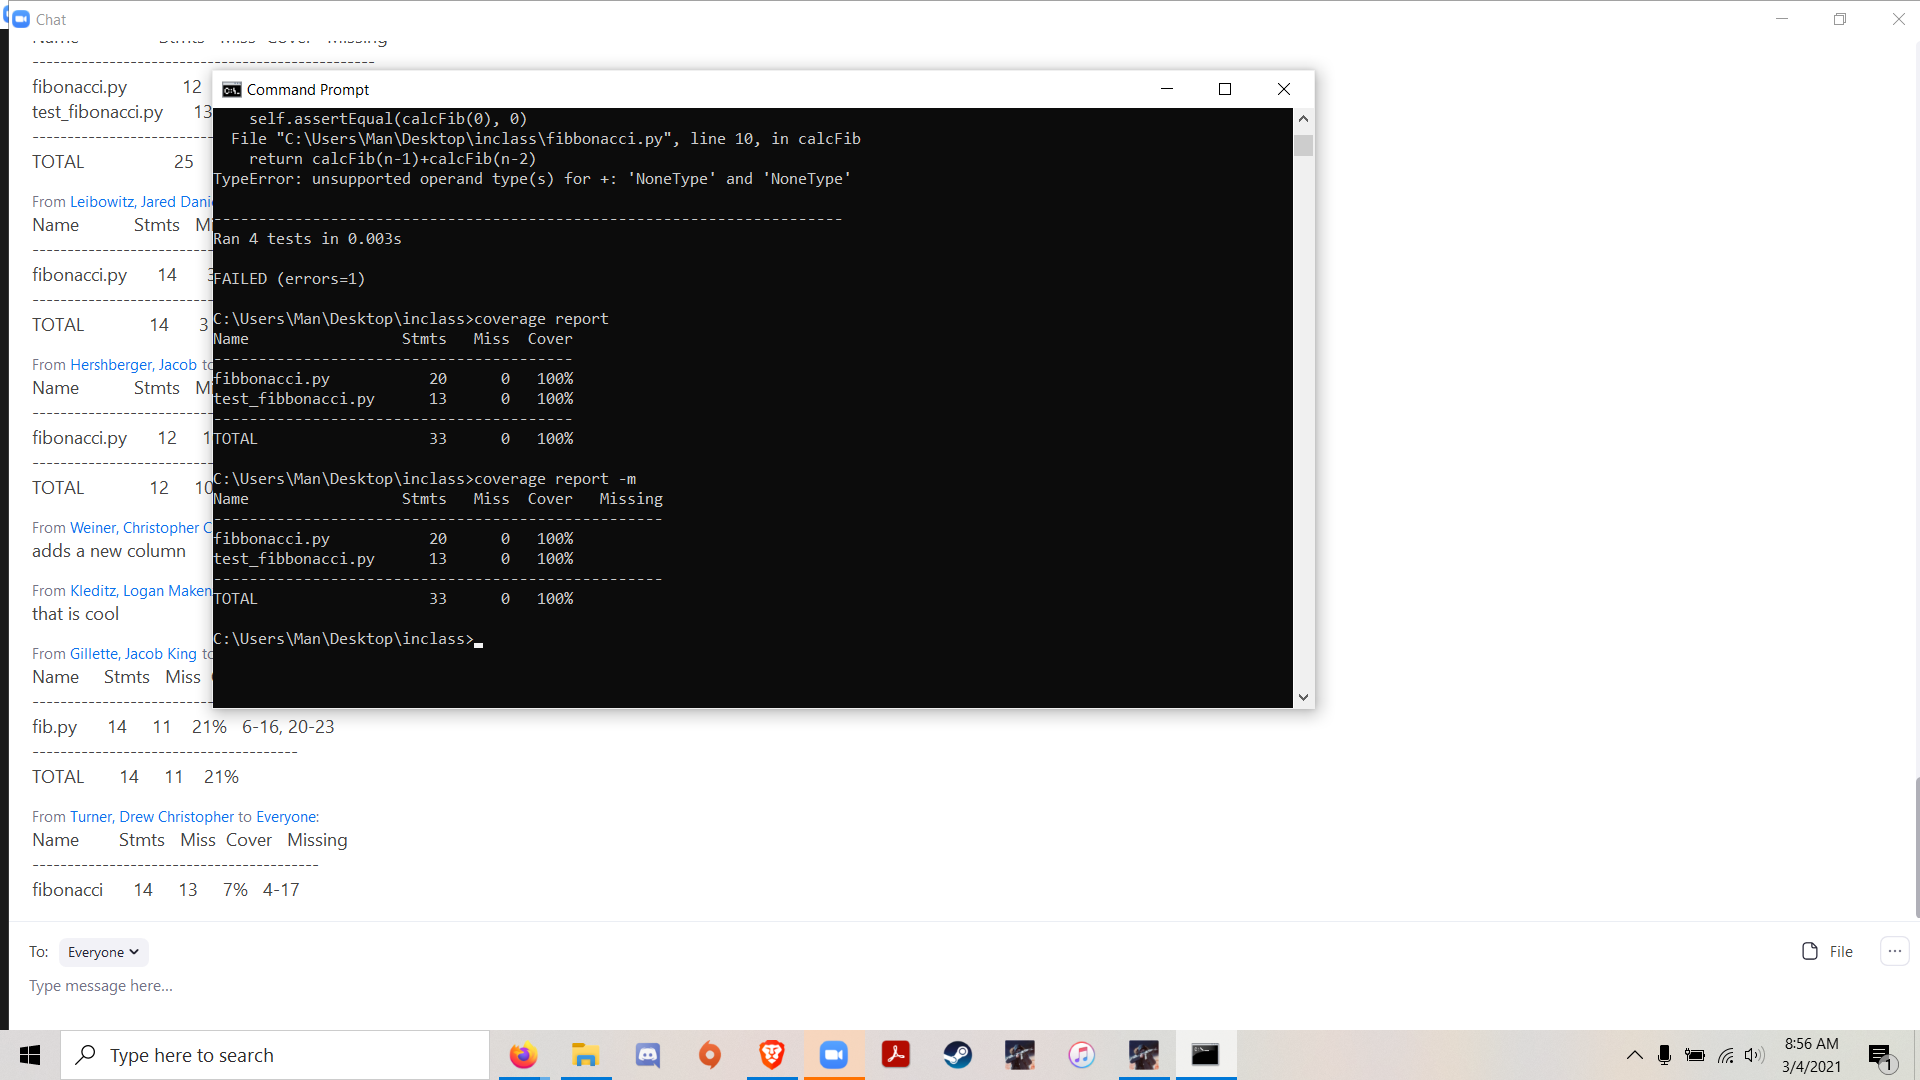 Chat
Name Stmts Miss Cover Missing
-------------------------------------------------
fibonacci.py 12
test_fibonacci.py 13
--------------------------
TOTAL 25
From Leibowitz, Jared Dani
Name Stmts Mi
--------------------------
fibonacci.py 14 3
--------------------------
TOTAL 14 3
From Hershberger, Jacob to
Name Stmts Mi
--------------------------
fibonacci.py 12 1
--------------------------
TOTAL 12 10
From Weiner, Christopher C
adds a new column
From Kleditz, Logan Maken
that is cool
From Gillette, Jacob King to
Name Stmts Miss
--------------------------
fib.py 14 11 21% 6-16, 20-23
--------------------------------------
TOTAL 14 11 21%
From Turner, Drew Christopher to Everyone:
Name Stmts Miss Cover Missing
-----------------------------------------
fibonacci 14 13 7% 4-17
To: Everyone
File
Type message here...
Command Prompt
self.assertEqual(calcFib(0), 0)
File "C:\Users\Man\Desktop\inclass\fibbonacci.py", line 10, in calcFib
return calcFib(n-1)+calcFib(n-2)
TypeError: unsupported operand type(s) for +: 'NoneType' and 'NoneType'
----------------------------------------------------------------------
Ran 4 tests in 0.003s
FAILED (errors=1)
C:\Users\Man\Desktop\inclass>coverage report
Name Stmts Miss Cover
----------------------------------------
fibbonacci.py 20 0 100%
test_fibbonacci.py 13 0 100%
----------------------------------------
TOTAL 33 0 100%
C:\Users\Man\Desktop\inclass>coverage report -m
Name Stmts Miss Cover Missing
--------------------------------------------------
fibbonacci.py 20 0 100%
test_fibbonacci.py 13 0 100%
--------------------------------------------------
TOTAL 33 0 100%
C:\Users\Man\Desktop\inclass>
Type here to search
8:56 AM
3/4/2021
1